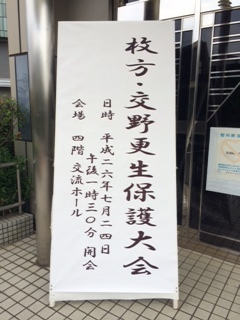 枚方・交野更生保護大会
日時　平成二六年七月二四日
午後一時三〇分　開会
会場　四階　交流ホール